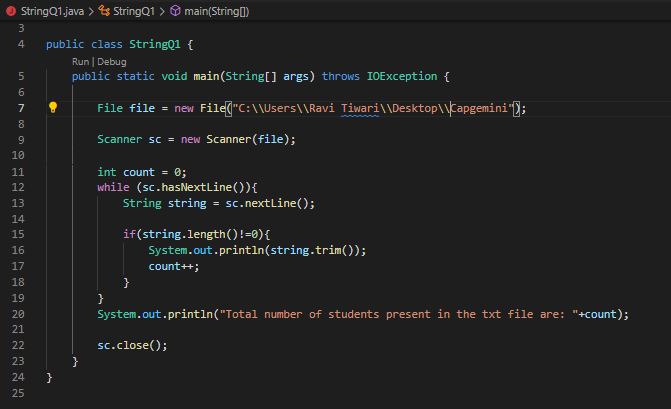 StringQ1.java > StringQ1 > main(String[])
3
4 public class StringQ1 {
Run | Debug
5 public static void main(String[] args) throws IOException {
6
7 File file = new File("C:\\Users\\Ravi Tiwari\\Desktop\\Capgemini");
8
9 Scanner sc = new Scanner(file);
10
11 int count = 0;
12 while (sc.hasNextLine()){
13 String string = sc.nextLine();
14
15 if(string.length()!=0){
16 System.out.println(string.trim());
17 count++;
18 }
19 }
20 System.out.println("Total number of students present in the txt file are: "+count);
21
22 sc.close();
23 }
24 }
25